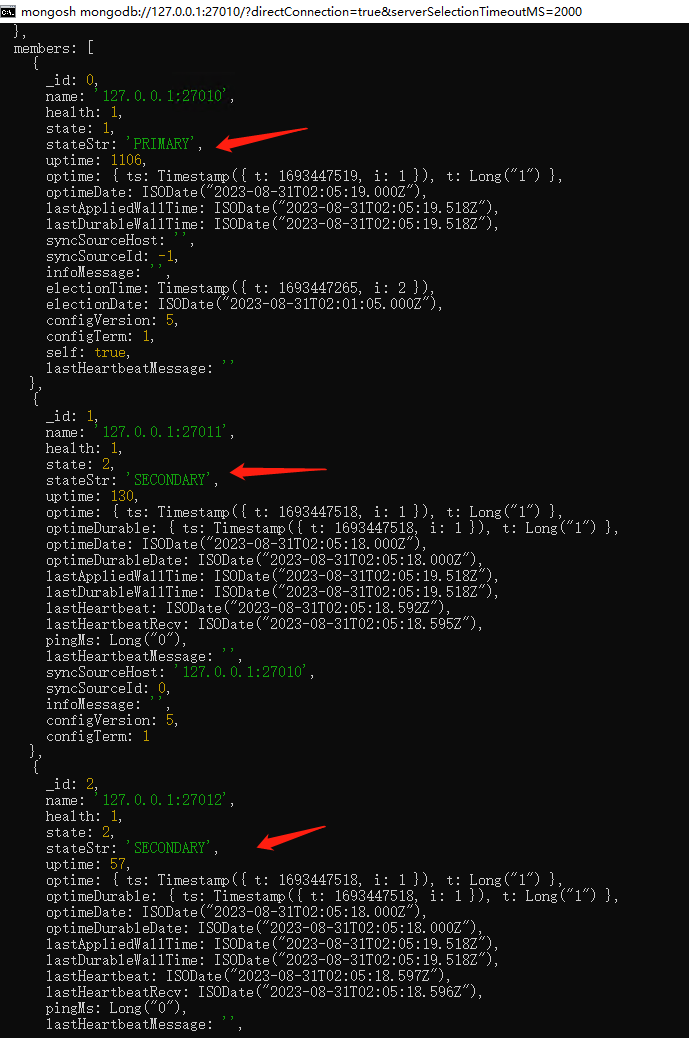 mongosh mongodb://127.0.0.1:27010/?directConnection=true&serverSelectionTimeoutMS=2000
},
members: [
{
_id: 0,
name: '127.0.0.1:27010',
health: 1,
state: 1,
stateStr: 'PRIMARY',
uptime: 1106,
optime: { ts: Timestamp({ t: 1693447519, i: 1 }), t: Long("1") },
optimeDate: ISODate("2023-08-31T02:05:19.000Z"),
lastAppliedWallTime: ISODate("2023-08-31T02:05:19.518Z"),
lastDurableWallTime: ISODate("2023-08-31T02:05:19.518Z"),
syncSourceHost: '',
syncSourceId: -1,
infoMessage: '',
electionTime: Timestamp({ t: 1693447265, i: 2 }),
electionDate: ISODate("2023-08-31T02:01:05.000Z"),
configVersion: 5,
configTerm: 1,
self: true,
lastHeartbeatMessage: ''
},
{
_id: 1,
name: '127.0.0.1:27011',
health: 1,
state: 2,
stateStr: 'SECONDARY',
uptime: 130,
optime: { ts: Timestamp({ t: 1693447518, i: 1 }), t: Long("1") },
optimeDurable: { ts: Timestamp({ t: 1693447518, i: 1 }), t: Long("1") },
optimeDate: ISODate("2023-08-31T02:05:18.000Z"),
optimeDurableDate: ISODate("2023-08-31T02:05:18.000Z"),
lastAppliedWallTime: ISODate("2023-08-31T02:05:19.518Z"),
lastDurableWallTime: ISODate("2023-08-31T02:05:19.518Z"),
lastHeartbeat: ISODate("2023-08-31T02:05:18.592Z"),
lastHeartbeatRecv: ISODate("2023-08-31T02:05:18.595Z"),
pingMs: Long("0"),
lastHeartbeatMessage: '',
syncSourceHost: '127.0.0.1:27010',
syncSourceId: 0,
infoMessage: '',
configVersion: 5,
configTerm: 1
},
{
_id: 2,
name: '127.0.0.1:27012',
health: 1,
state: 2,
stateStr: 'SECONDARY',
uptime: 57,
optime: { ts: Timestamp({ t: 1693447518, i: 1 }), t: Long("1") },
optimeDurable: { ts: Timestamp({ t: 1693447518, i: 1 }), t: Long("1") },
optimeDate: ISODate("2023-08-31T02:05:18.000Z"),
optimeDurableDate: ISODate("2023-08-31T02:05:18.000Z"),
lastAppliedWallTime: ISODate("2023-08-31T02:05:19.518Z"),
lastDurableWallTime: ISODate("2023-08-31T02:05:19.518Z"),
lastHeartbeat: ISODate("2023-08-31T02:05:18.597Z"),
lastHeartbeatRecv: ISODate("2023-08-31T02:05:18.596Z"),
pingMs: Long("0"),
lastHeartbeatMessage: '',